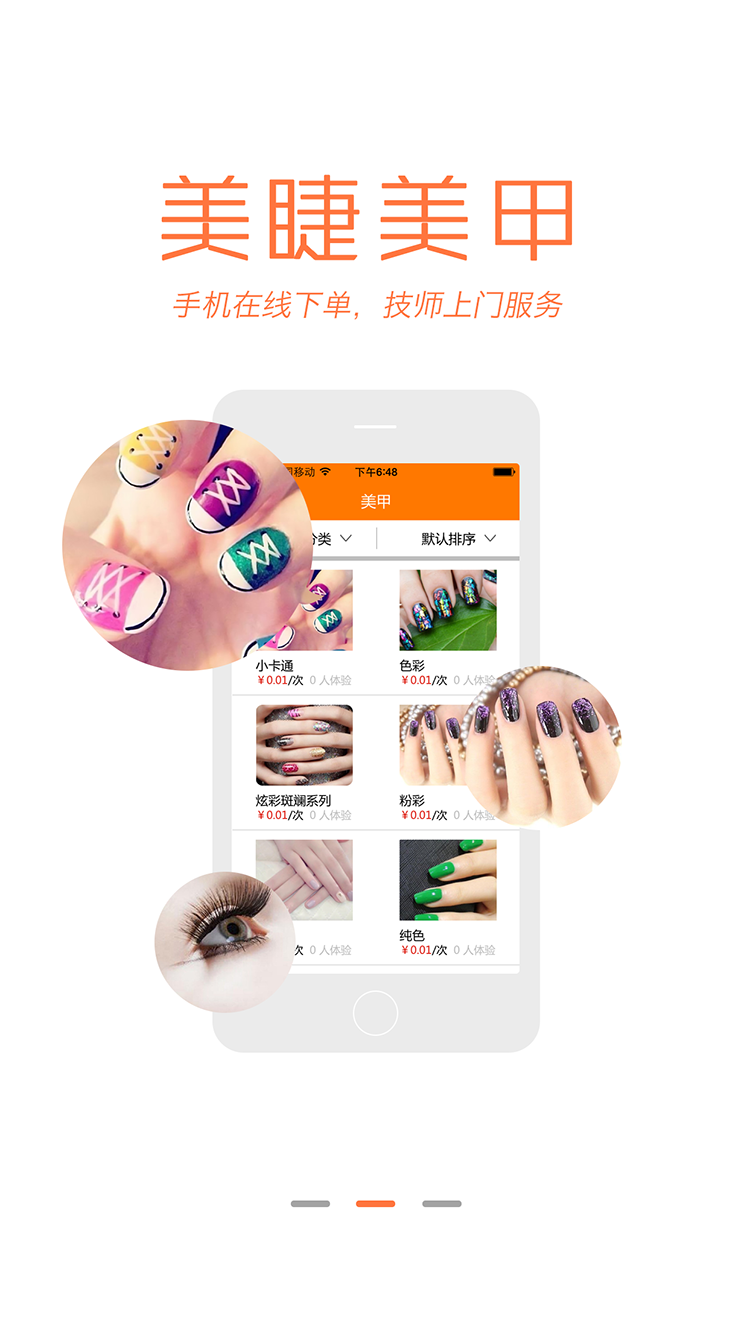 美睫美甲
手机在线下单，技师上门服务
移动 下午6:48
美甲
分类 默认排序
小卡通 色彩
¥0.01/次 0 人体验 ¥0.01/次 0 人体验
炫彩斑斓系列 粉彩
¥0.01/次 0 人体验 ¥0.01/次 0 人体验
纯色
次 0 人体验 ¥0.01/次 0 人体验